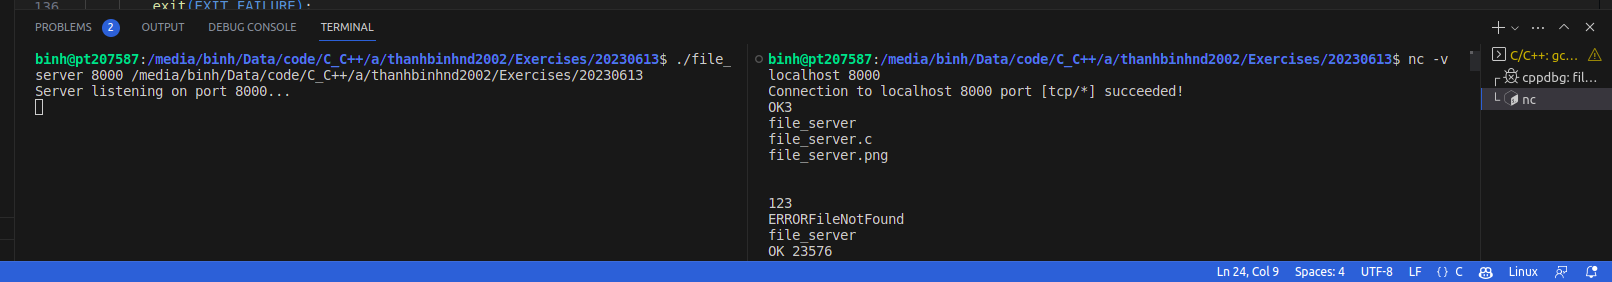 136 exit(EXIT_FAILURE);
PROBLEMS 2 OUTPUT DEBUG CONSOLE TERMINAL
binh@pt207587:/media/binh/Data/code/C_C++/a/thanhbinhnd2002/Exercises/20230613$ ./file_
server 8000 /media/binh/Data/code/C_C++/a/thanhbinhnd2002/Exercises/20230613
Server listening on port 8000...
binh@pt207587:/media/binh/Data/code/C_C++/a/thanhbinhnd2002/Exercises/20230613$ nc -v
localhost 8000
Connection to localhost 8000 port [tcp/*] succeeded!
OK3
file_server
file_server.c
file_server.png
123
ERRORFileNotFound
file_server
OK 23576
C/C++: gc...
cppdbg: fil...
nc
Ln 24, Col 9 Spaces: 4 UTF-8 LF {} C Linux